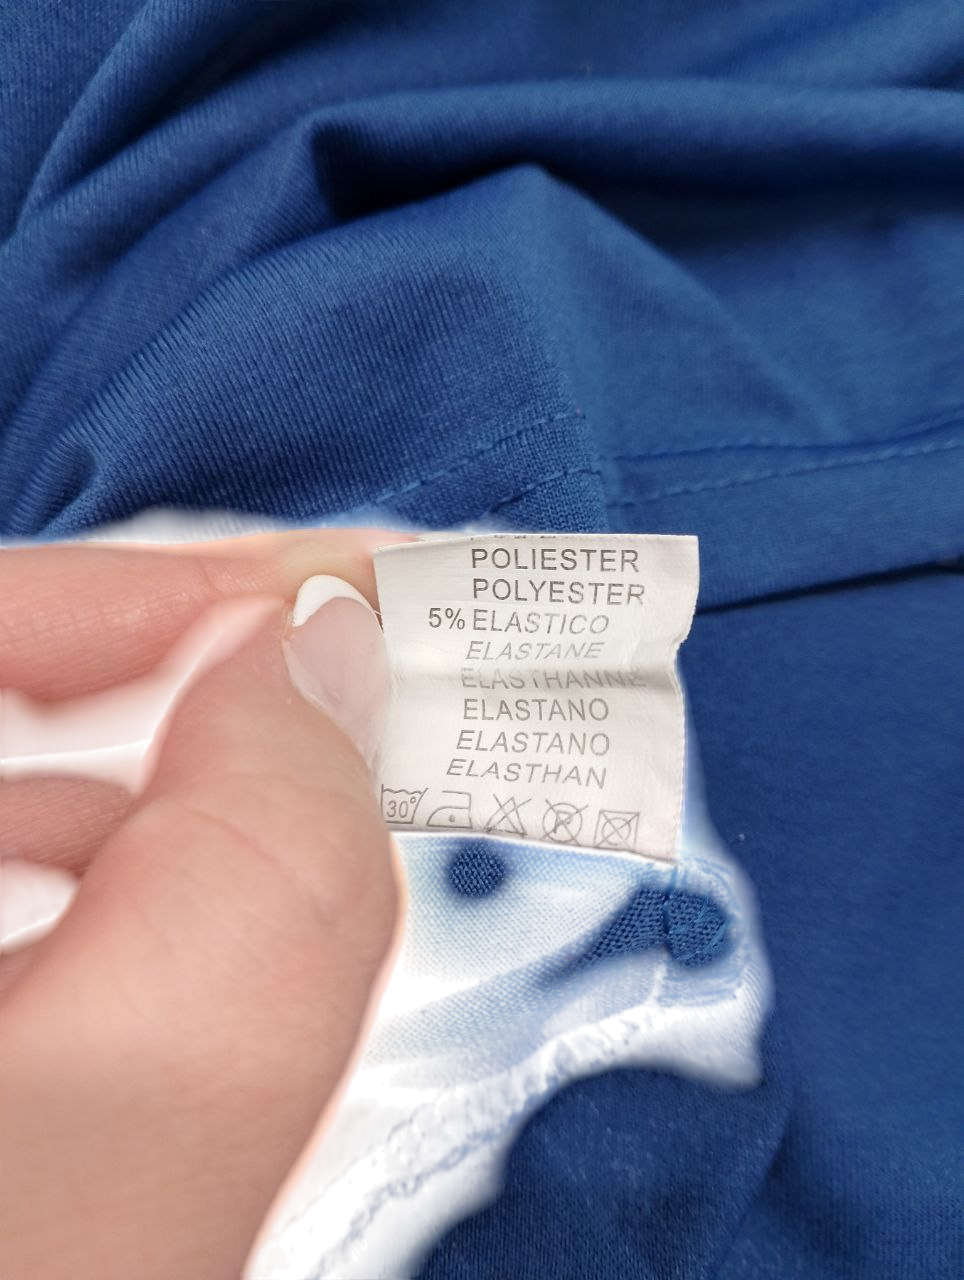 POLIESTER
POLYESTER
5% ELASTICO
ELASTANE
ELASTHANNE
ELASTANO
ELASTANO
ELASTHAN
30°